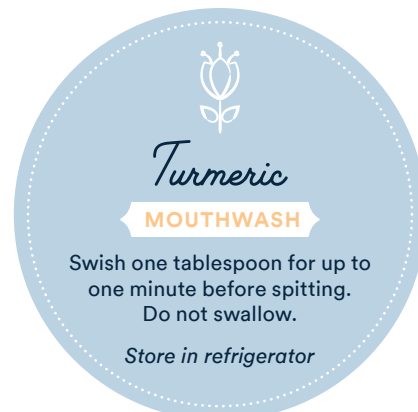 Turmeric
MOUTHWASH
Swish one tablespoon for up to
one minute before spitting.
Do not swallow.
Store in refrigerator